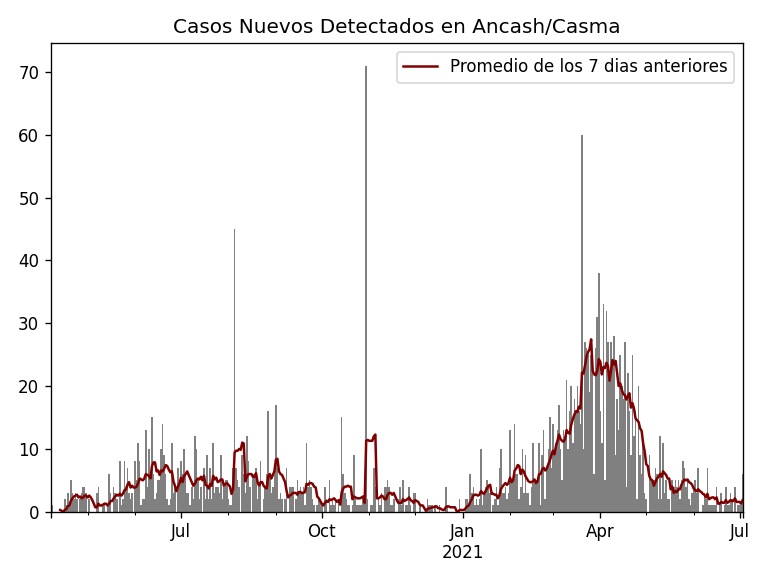 Casos Nuevos Detectados en Ancash/Casma
Promedio de los 7 dias anteriores
70
60
50
40
30
20
10
0
Jul
Oct
Jan
Apr
Jul
2021